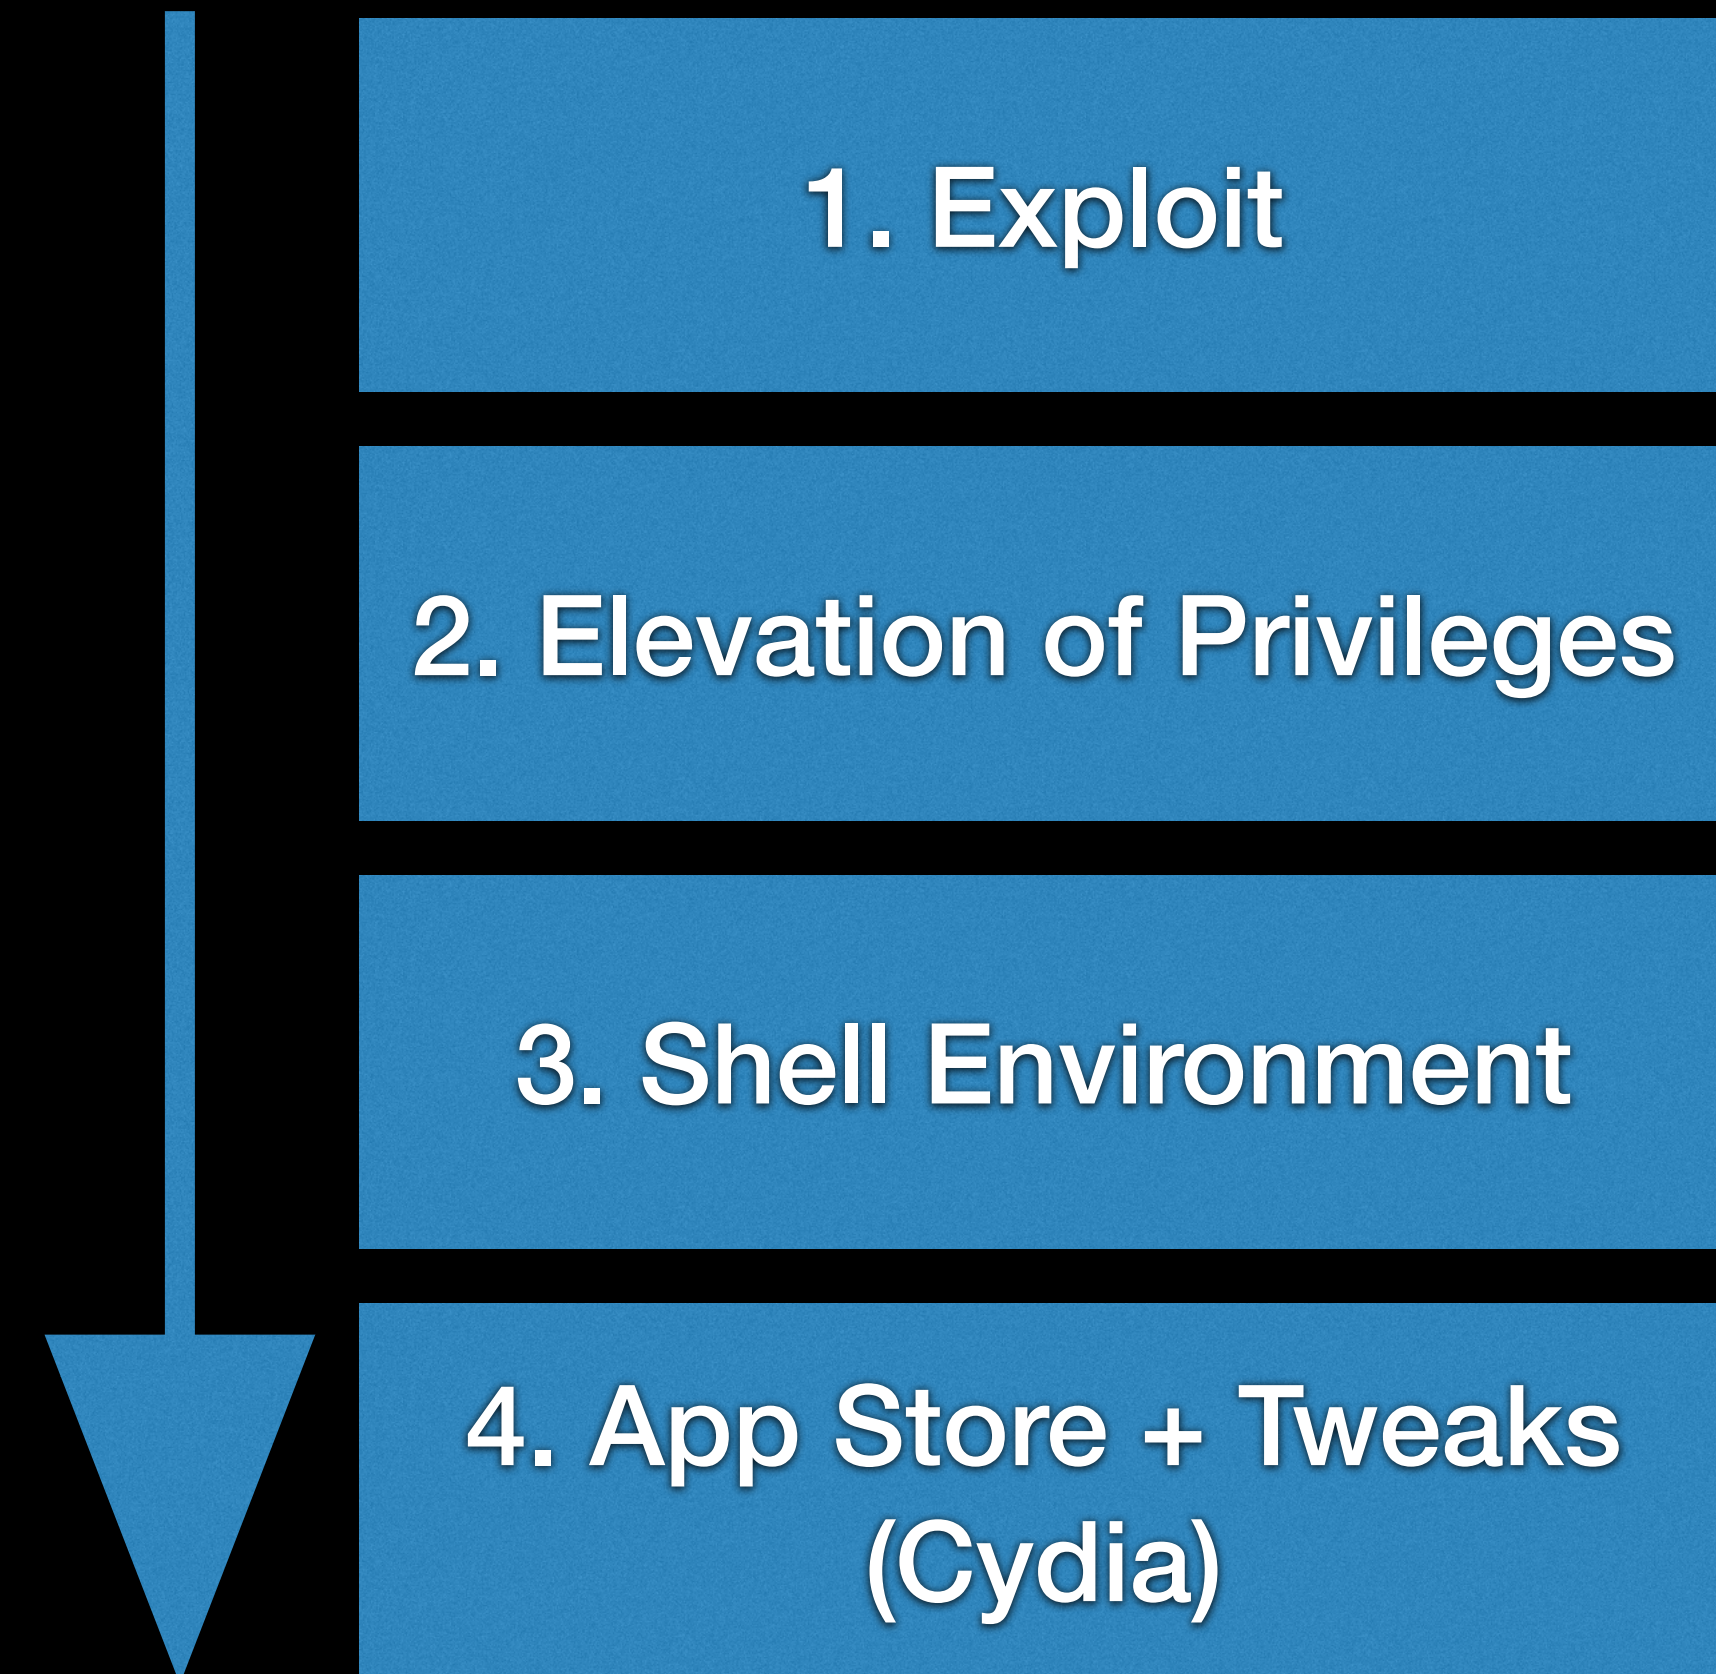 1. Exploit
2. Elevation of Privileges
3. Shell Environment
4. App Store + Tweaks
(Cydia)